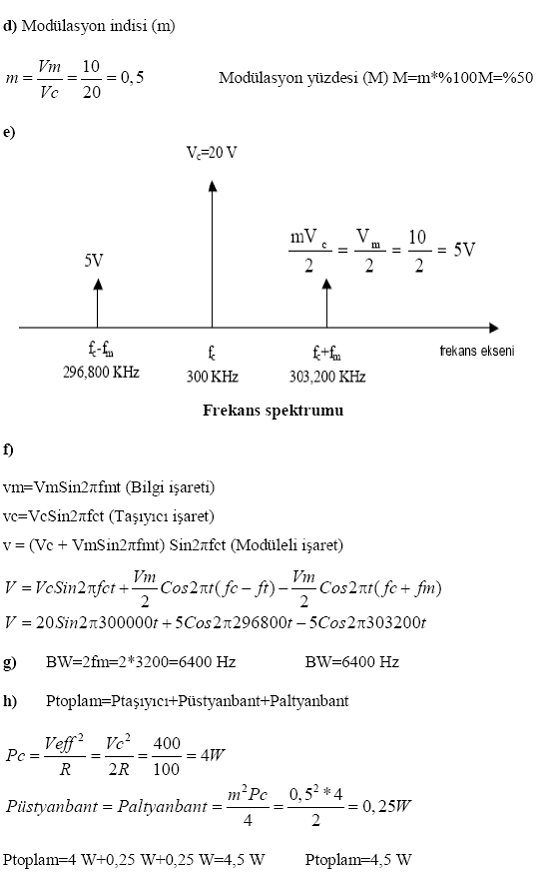 d) Modülasyon indisi (m)
m = Vm/Vc = 10/20 = 0,5 Modülasyon yüzdesi (M) M=m*%100M=%50
e)
Vc=20 V
mVc/2 = Vm/2 = 10/2 = 5V
5V
fc-fm fc fc+fm frekans ekseni
296,800 KHz 300 KHz 303,200 KHz
Frekans spektrumu
f)
vm=VmSin2πfmt (Bilgi işareti)
vc=VcSin2πfct (Taşıyıcı işaret)
v = (Vc + VmSin2πfmt) Sin2πfct (Modüleli işaret)
V = VcSin2πfct + Vm/2 Cos2πt(fc − ft) − Vm/2 Cos2πt(fc + fm)
V = 20Sin2π300000t + 5Cos2π296800t − 5Cos2π303200t
g) BW=2fm=2*3200=6400 Hz BW=6400 Hz
h) Ptoplam=Ptaşıyıcı+Püstyanbant+Paltyanbant
Pc = Veff²/R = Vc²/2R = 400/100 = 4W
Püstyanbant = Paltyanbant = m²Pc/4 = 0,5² * 4/2 = 0,25W
Ptoplam=4 W+0,25 W+0,25 W=4,5 W Ptoplam=4,5 W